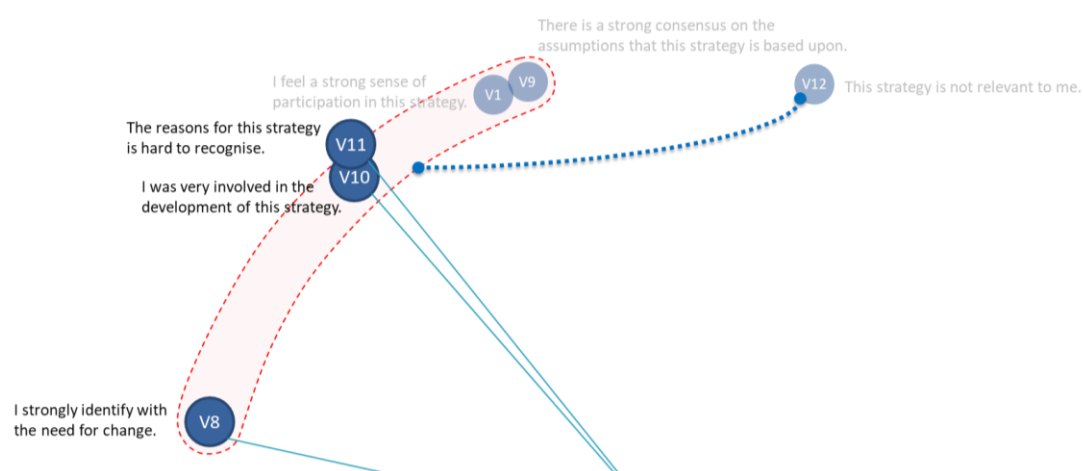 There is a strong consensus on the
assumptions that this strategy is based upon.
I feel a strong sense of
participation in this strategy.
V1
V9
V12
This strategy is not relevant to me.
The reasons for this strategy
is hard to recognise.
V11
V10
I was very involved in the
development of this strategy.
I strongly identify with
the need for change.
V8